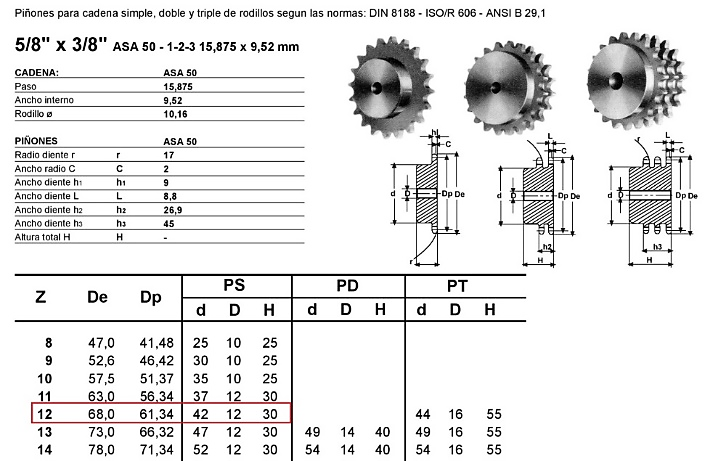 Piñones para cadena simple, doble y triple de rodillos segun las normas: DIN 8188 - ISO/R 606 - ANSI B 29,1
5/8" x 3/8" ASA 50 - 1-2-3 15,875 x 9,52 mm
CADENA: ASA 50
Paso 15,875
Ancho interno 9,52
Rodillo ø 10,16
PIÑONES ASA 50
Radio diente r r 17
Ancho radio C C 2
Ancho diente h1 h1 9
Ancho diente L L 8,8
Ancho diente h2 h2 26,9
Ancho diente h3 h3 45
Altura total H H -
h1
C
d D Dp De
r H
L
C
r
d D Dp De
h2
H
L
C
r
d D Dp De
h3
H
Z De Dp PS PD PT
d D H d D H d D H
8 47,0 41,48 25 10 25
9 52,6 46,42 30 10 25
10 57,5 51,37 35 10 25
11 63,0 56,34 37 12 30
12 68,0 61,34 42 12 30 44 16 55
13 73,0 66,32 47 12 30 49 14 40 49 16 55
14 78,0 71,34 52 12 30 54 14 40 54 16 55